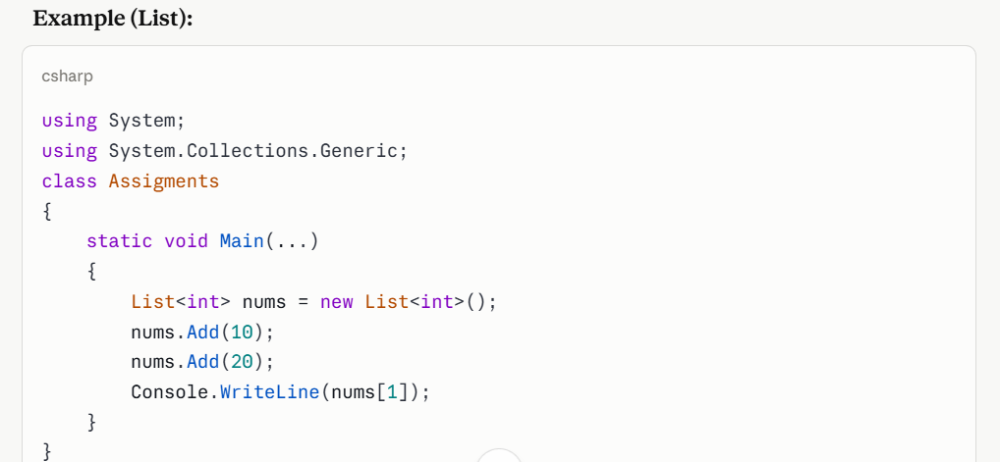 Example (List):
csharp
using System;
using System.Collections.Generic;
class Assigments
{
    static void Main(...)
    {
        List<int> nums = new List<int>();
        nums.Add(10);
        nums.Add(20);
        Console.WriteLine(nums[1]);
    }
}